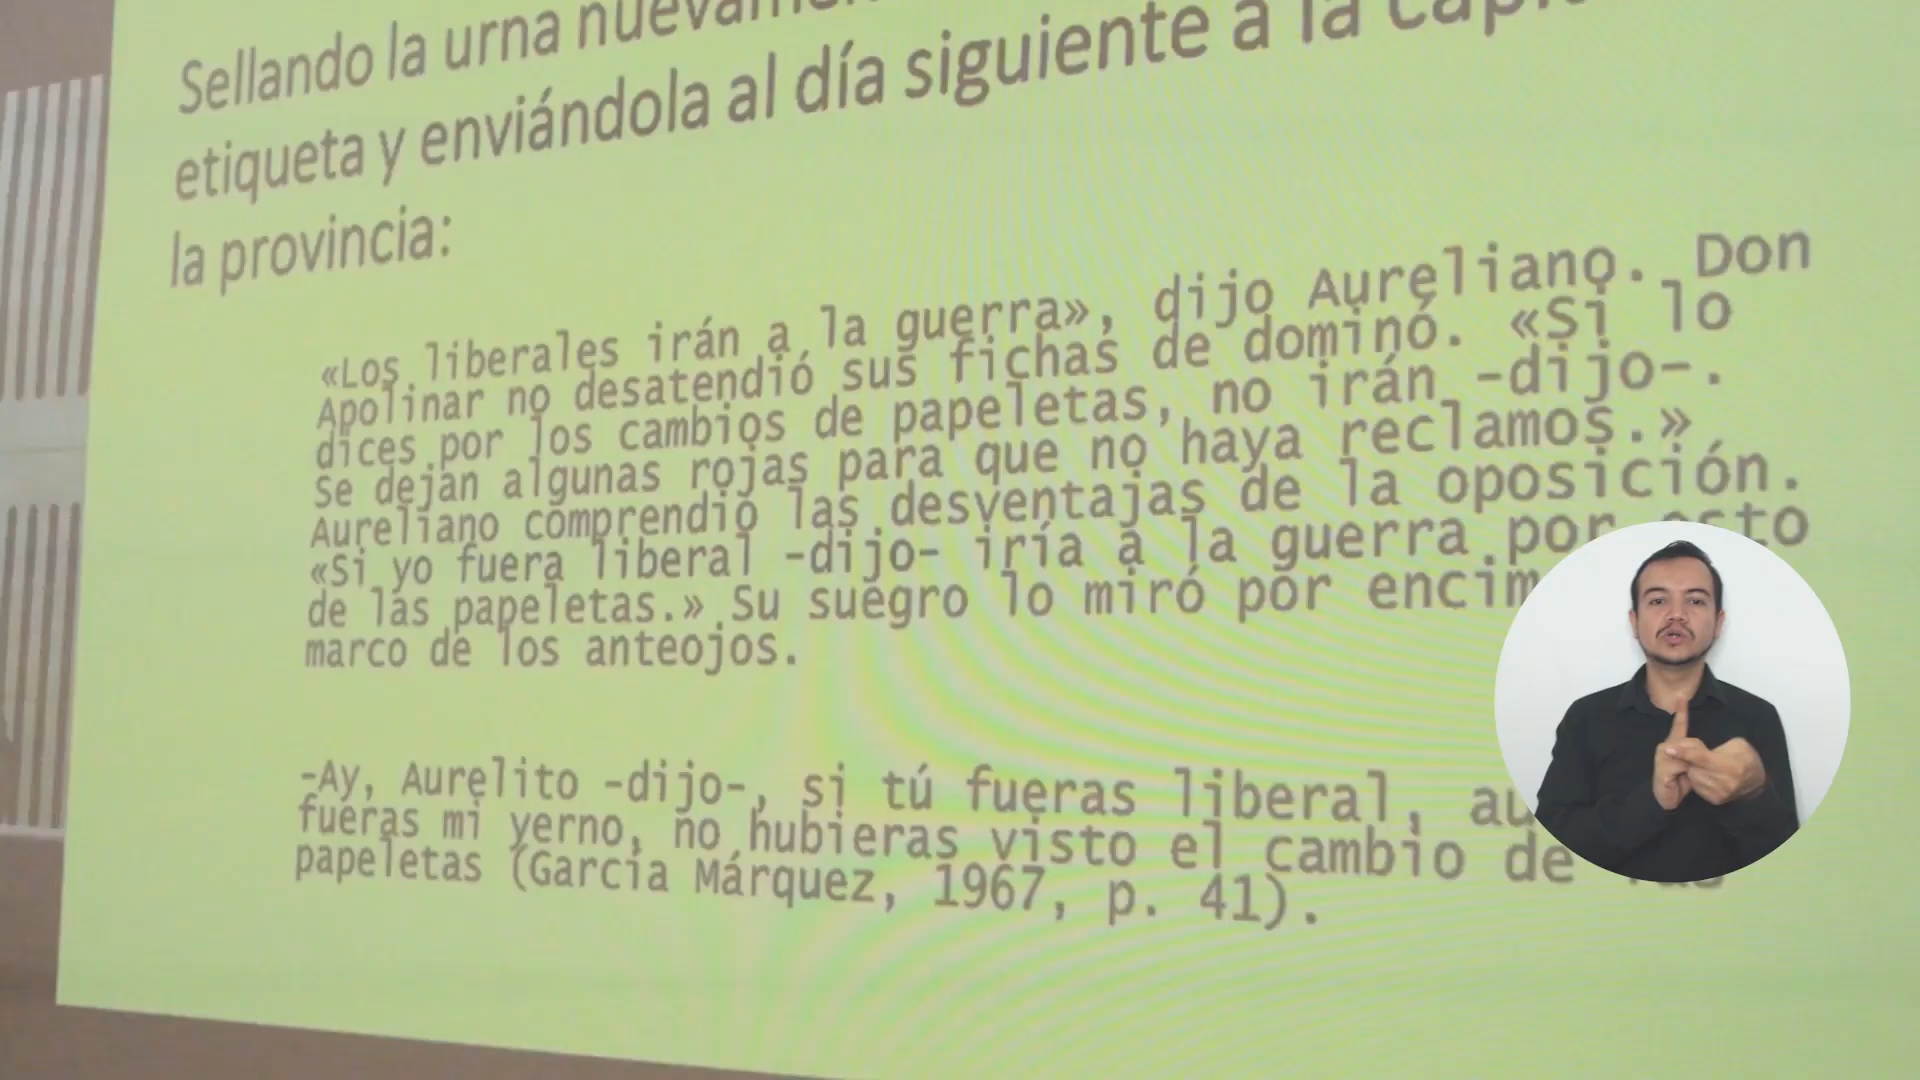 Sellando la urna
etiqueta y enviándola al día siguiente a la
la provincia:
«Los liberales irán a la guerra», dijo Aureliano. Don
Apolinar no desatendió sus fichas de dominó. «Si lo
dices por los cambios de papeletas, no irán -dijo-.
Se dejan algunas rojas para que no haya reclamos.»
Aureliano comprendió las desventajas de la oposición.
«Si yo fuera liberal -dijo- iría a la guerra por esto
de las papeletas.» Su suegro lo miró por
marco de los anteojos.
-Ay, Aurelito -dijo-, si tú fueras liberal,
fueras mi yerno, no hubieras visto el cambio de
papeletas (García Márquez, 1967, p. 41).